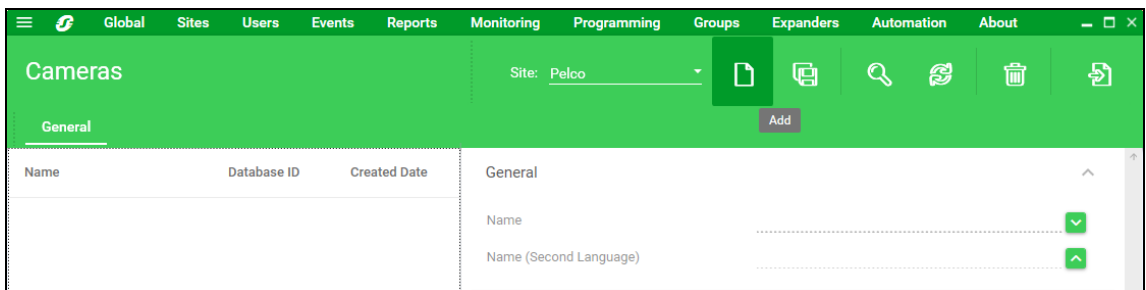 Global Sites Users Events Reports Monitoring Programming Groups Expanders Automation About
Cameras
Site: Pelco
Add
General
Name Database ID Created Date
General
Name
Name (Second Language)